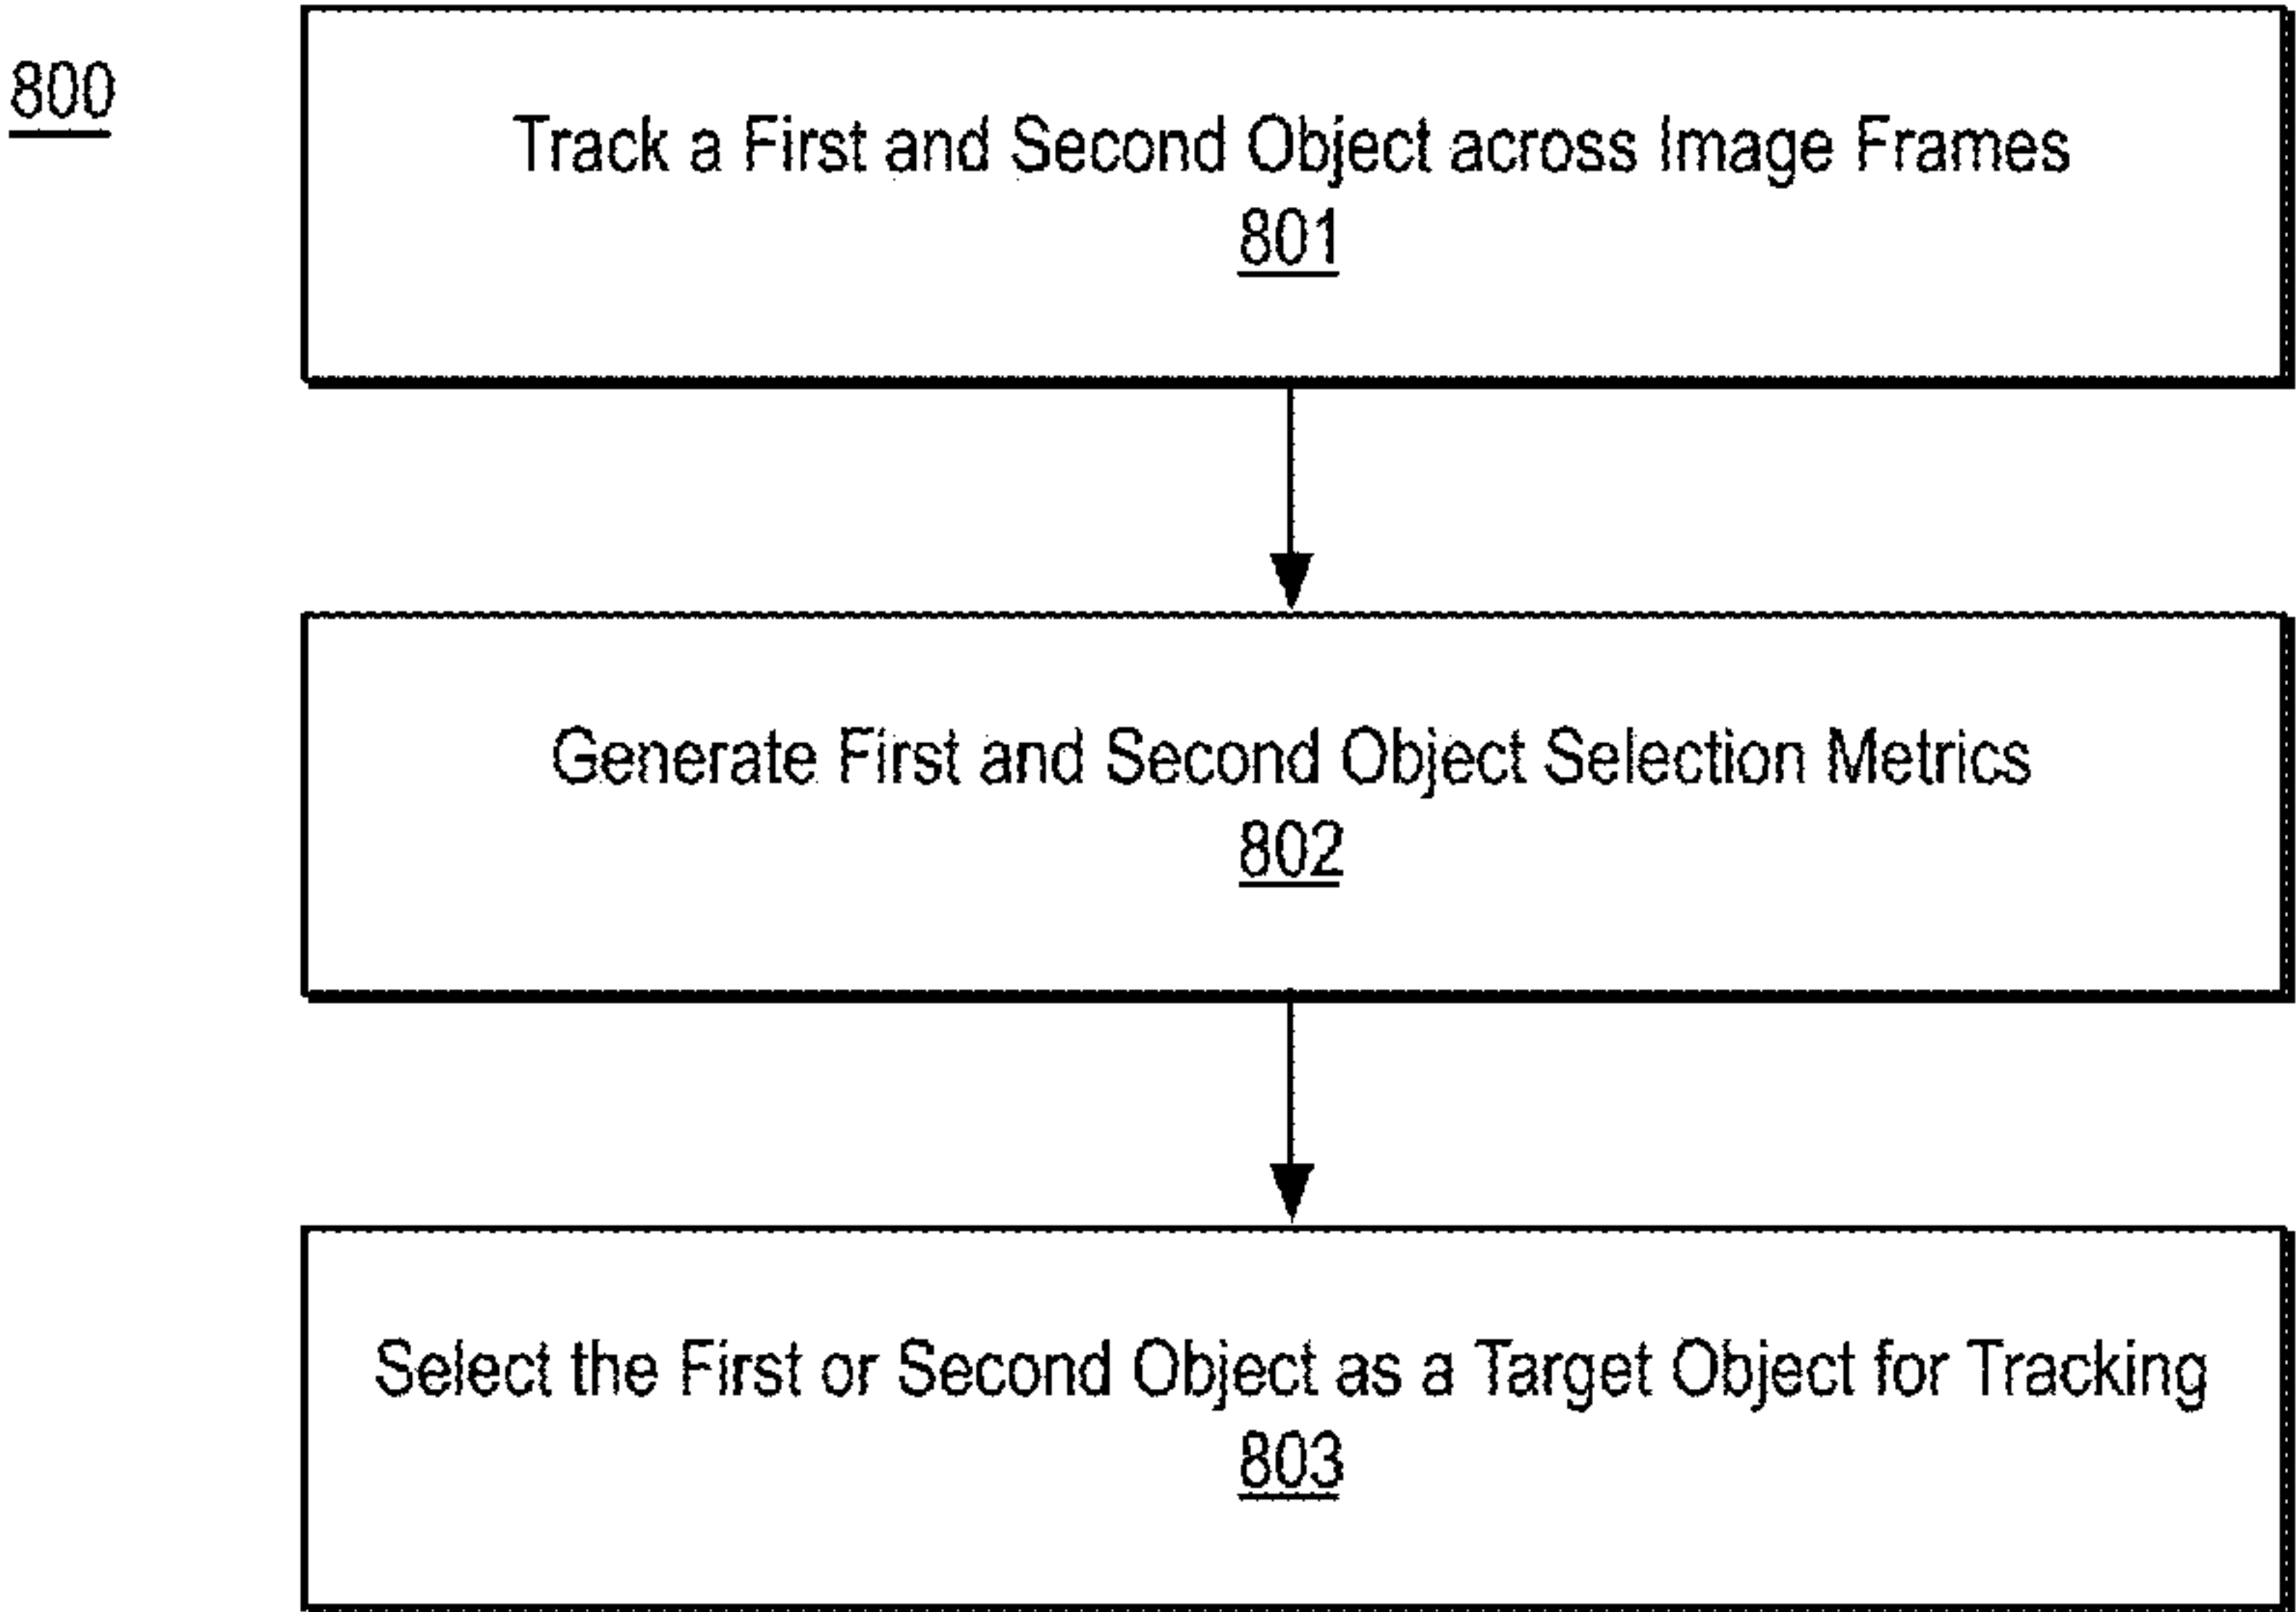 800
Track a First and Second Object across Image Frames
801
Generate First and Second Object Selection Metrics
802
Select the First or Second Object as a Target Object for Tracking
803